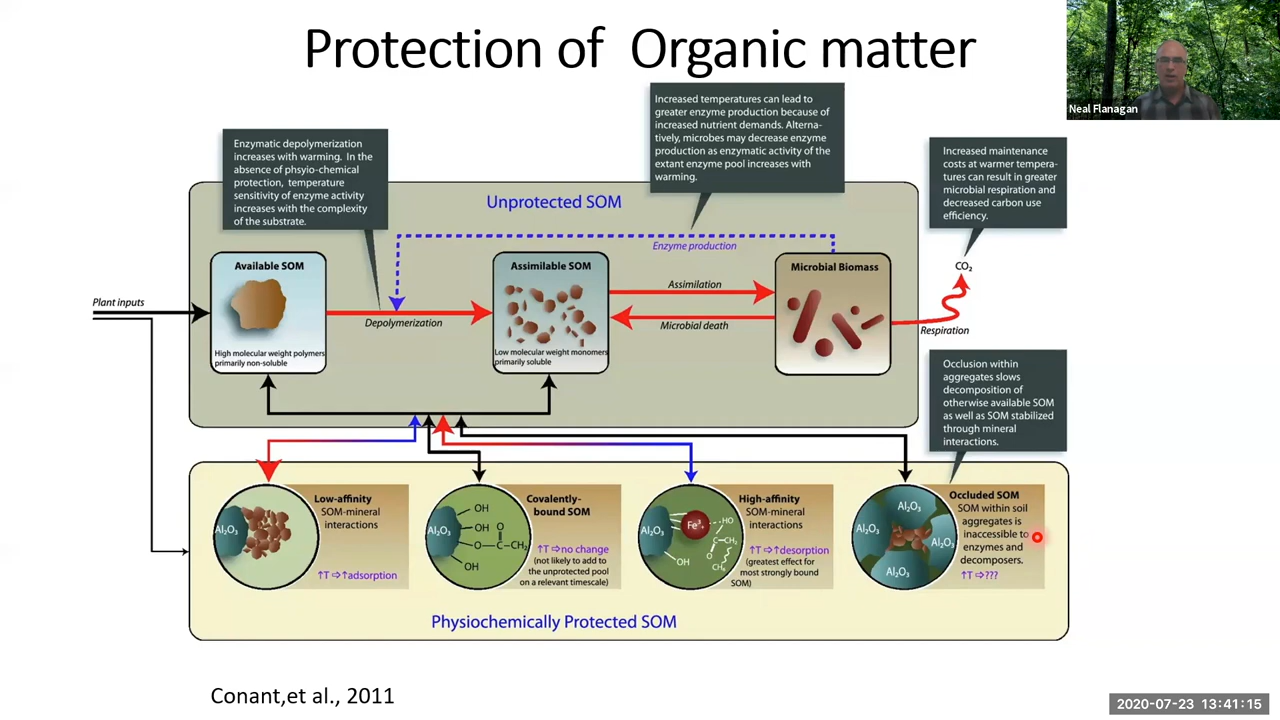 Protection of Organic matter
Neal Flanagan
Increased temperatures can lead to
greater enzyme production because of
increased nutrient demands. Alterna-
tively, microbes may decrease enzyme
production as enzymatic activity of the
extant enzyme pool increases with
warming.
Enzymatic depolymerization
increases with warming. In the
absence of phsyio-chemical
protection, temperature
sensitivity of enzyme activity
increases with the complexity
of the substrate.
Increased maintenance
costs at warmer tempera-
tures can result in greater
microbial respiration and
decreased carbon use
efficiency.
Unprotected SOM
Enzyme production
Plant inputs
Available SOM
High molecular weight polymers
primarily non-soluble
Depolymerization
Assimilable SOM
Low molecular weight monomers
primarily soluble
Assimilation
Microbial death
Microbial Biomass
CO₂
Respiration
Occlusion within
aggregates slows
decomposition of
otherwise available SOM
as well as SOM stabilized
through mineral
interactions.
Al₂O₃
Low-affinity
SOM-mineral
interactions
↑T⇨↑adsorption
Al₂O₃
OH
OH
O
O—C—CH₂
OH
Covalently-
bound SOM
↑T⇨no change
(not likely to add to
the unprotected pool
on a relevant timescale)
Al₂O₃
Fe³⁺
HO
C
CH₂
O
CH₃
OH
High-affinity
SOM-mineral
interactions
↑T⇨↑desorption
(greatest effect for
most strongly bound
SOM)
Al₂O₃
Al₂O₃
Al₂O₃
Al₂O₃
Occluded SOM
SOM within soil
aggregates is
inaccessible to
enzymes and
decomposers.
↑T⇨???
Physiochemically Protected SOM
Conant,et al., 2011
2020-07-23 13:41:15